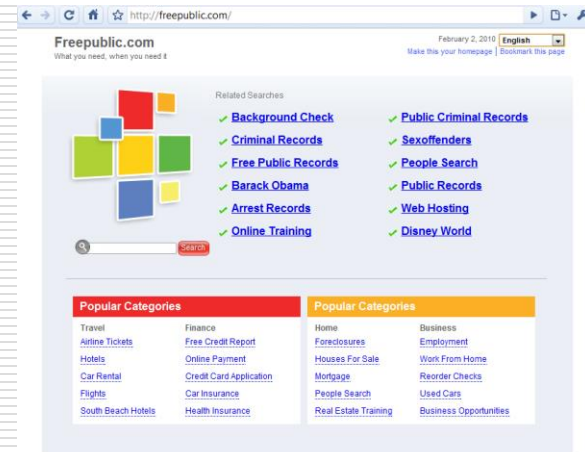 http://freepublic.com/
Freepublic.com
What you need, when you need it
February 2, 2010 English
Make this your homepage | Bookmark this page
Related Searches
Background Check
Public Criminal Records
Criminal Records
Sexoffenders
Free Public Records
People Search
Barack Obama
Public Records
Arrest Records
Web Hosting
Online Training
Disney World
Search
Popular Categories
Popular Categories
Travel Finance Home Business
Airline Tickets Free Credit Report Foreclosures Employment
Hotels Online Payment Houses For Sale Work From Home
Car Rental Credit Card Application Mortgage Reorder Checks
Flights Car Insurance People Search Used Cars
South Beach Hotels Health Insurance Real Estate Training Business Opportunities